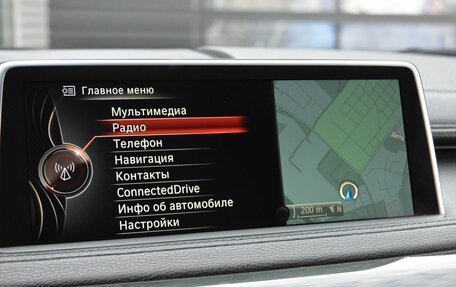 Главное меню
Мультимедиа
Радио
Телефон
Навигация
Контакты
ConnectedDrive
Инфо об автомобиле
Настройки
200 m N